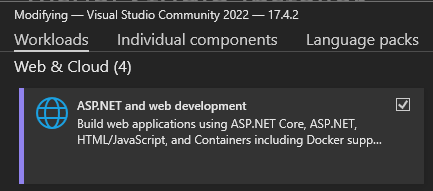 Modifying — Visual Studio Community 2022 — 17.4.2
Workloads Individual components Language packs
Web & Cloud (4)
ASP.NET and web development
Build web applications using ASP.NET Core, ASP.NET,
HTML/JavaScript, and Containers including Docker supp...